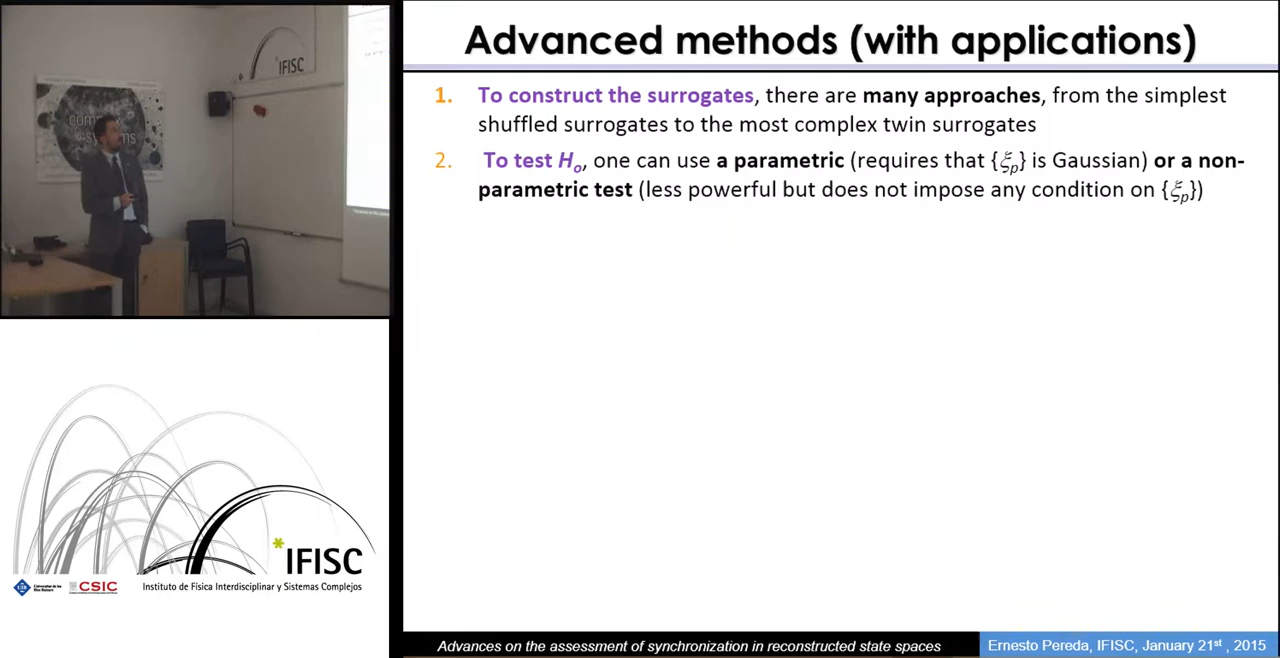 IFISC
Advanced methods (with applications)
1. To construct the surrogates, there are many approaches, from the simplest
shuffled surrogates to the most complex twin surrogates
2. To test Ho, one can use a parametric (requires that {ξp} is Gaussian) or a non-
parametric test (less powerful but does not impose any condition on {ξp})
*IFISC
UIB
CSIC
Instituto de Física Interdisciplinar y Sistemas Complejos
Advances on the assessment of synchronization in reconstructed state spaces
Ernesto Pereda, IFISC, January 21st , 2015